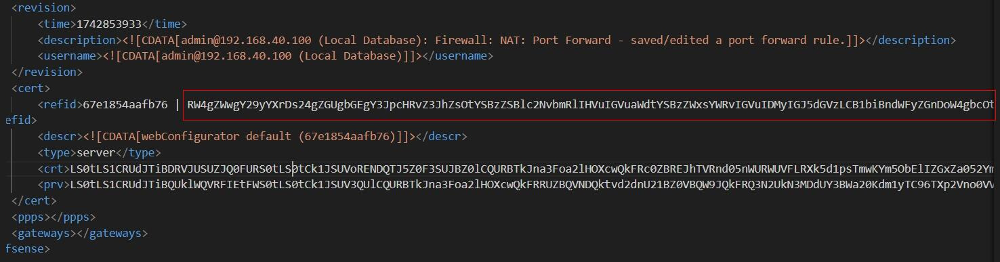 <revision>
<time>1742853933</time>
<description><![CDATA[admin@192.168.40.100 (Local Database): Firewall: NAT: Port Forward - saved/edited a port forward rule.]]></description>
<username><![CDATA[admin@192.168.40.100 (Local Database)]]></username>
</revision>
<cert>
<refid>67e1854aafb76 | RW4gZWwgY29yYXrDs24gZGUgbGEgY3JpcHRvZ3JhZsOtYSBzZSBlc2NvbmRlIHVuIGVuaWdtYSBzZWxsYWRvIGVuIDMyIGJ5dGVzLCB1biBndWFyZGnDoW4gbcOt
efid>
<descr><![CDATA[webConfigurator default (67e1854aafb76)]]></descr>
<type>server</type>
<crt>LS0tLS1CRUdJTiBDRVJUSUZJQ0FURS0tLS0tCk1JSUVoRENDQTJ5Z0F3SUJBZ0lCQURBTkJna3Foa2lHOXcwQkFRc0ZBREJhTVRnd05nWURWUVFLRXk5d1psTmwKYm5ObElIZGxZa052Ym
<prv>LS0tLS1CRUdJTiBQUklWQVRFIEtFWS0tLS0tCk1JSUV3QUlCQURBTkJna3Foa2lHOXcwQkFRRUZBQVNDQktvd2dnU21BZ0VBQW9JQkFRQ3N2UkN3MDdUY3BWa20Kdm1yTC96TXp2Vno0VV
</cert>
<ppps></ppps>
<gateways></gateways>
fsense>